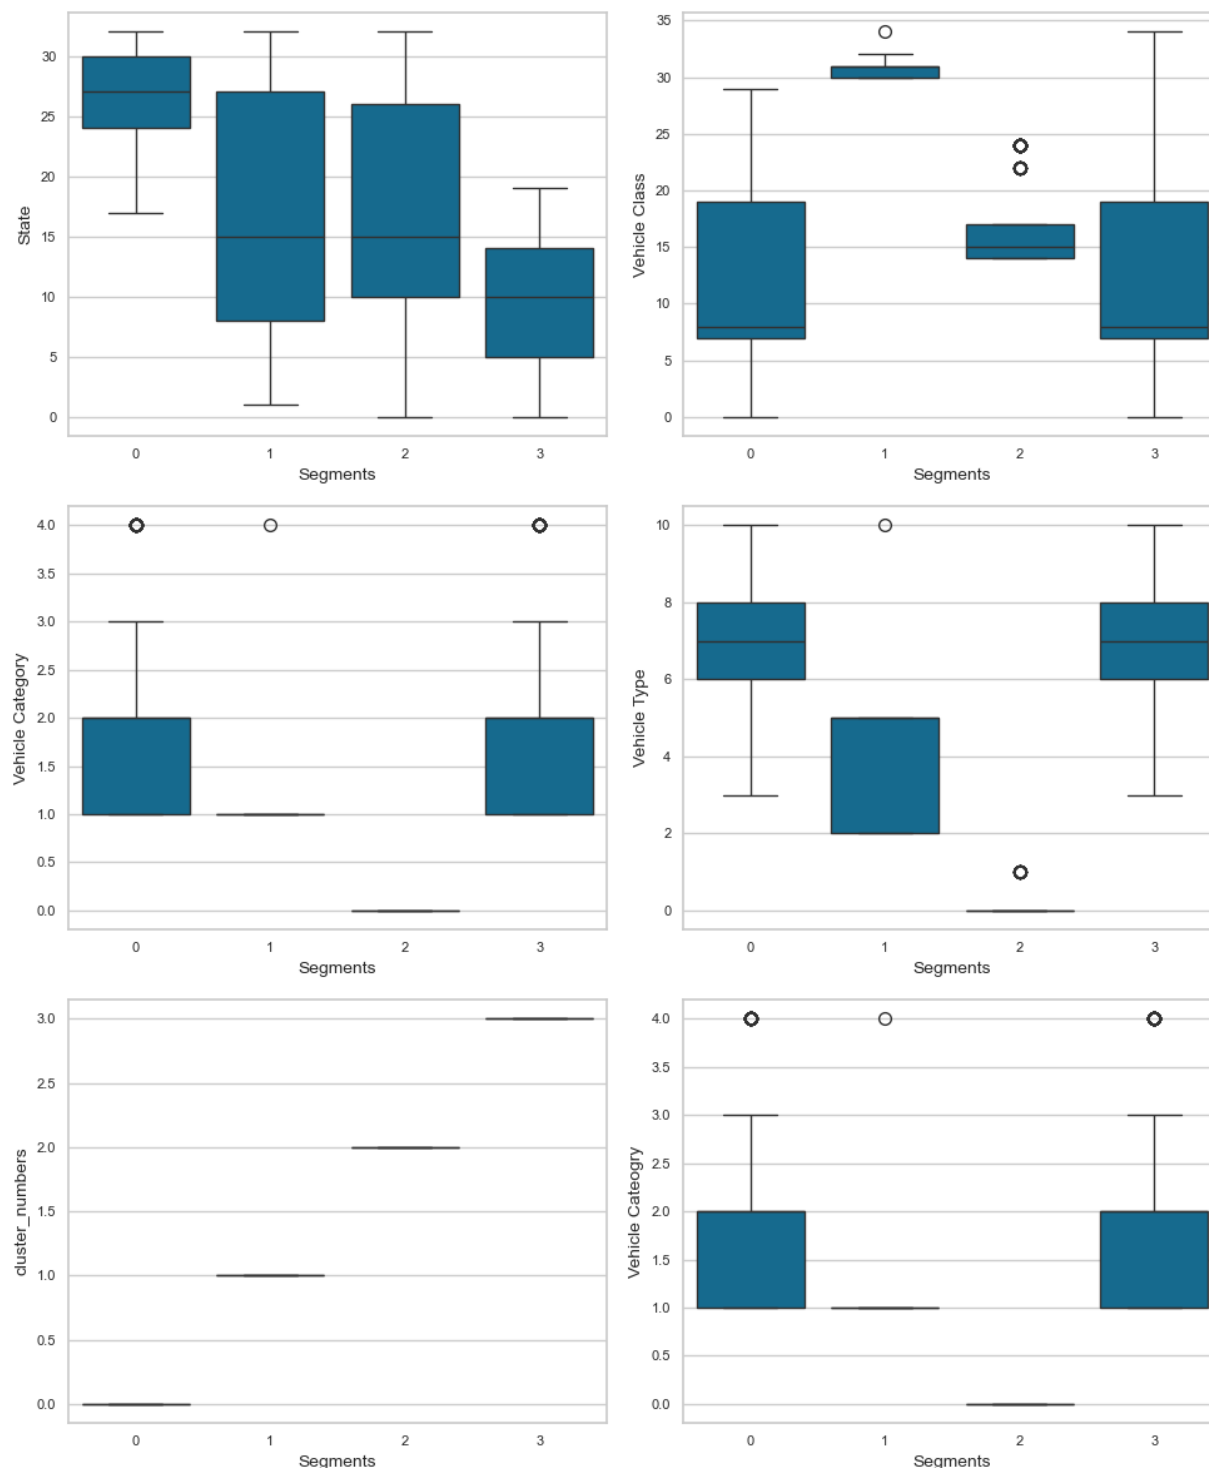 State
30
25
20
15
10
5
0
0 1 2 3
Segments
Vehicle Class
35
30
25
20
15
10
5
0
0 1 2 3
Segments
Vehicle Category
4.0
3.5
3.0
2.5
2.0
1.5
1.0
0.5
0.0
0 1 2 3
Segments
Vehicle Type
10
8
6
4
2
0
0 1 2 3
Segments
cluster_numbers
3.0
2.5
2.0
1.5
1.0
0.5
0.0
0 1 2 3
Segments
Vehicle Cateogry
4.0
3.5
3.0
2.5
2.0
1.5
1.0
0.5
0.0
0 1 2 3
Segments